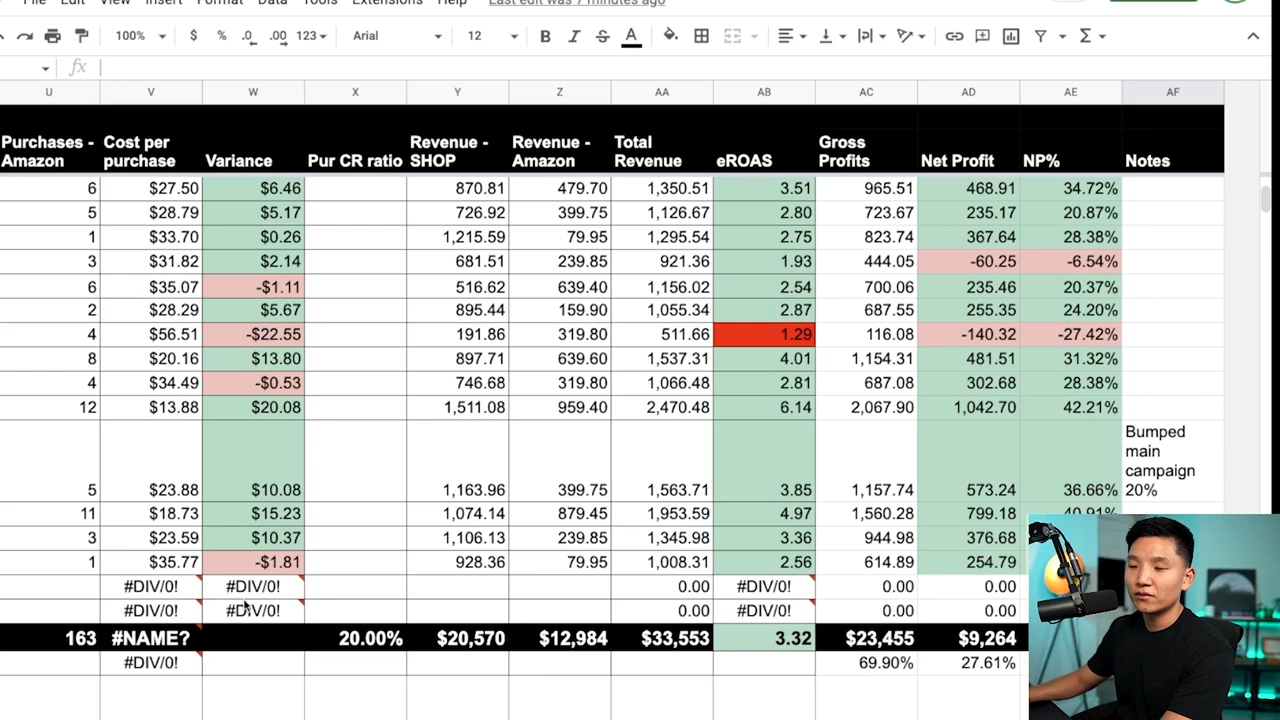 File Edit View Insert Format Data Tools Extensions Help Last edit was 7 minutes ago
100% $ % .0 .00 123 Arial 12 B I S A Σ
fx
U V W X Y Z AA AB AC AD AE AF
Purchases - Cost per Revenue - Revenue - Total Gross
Amazon purchase Variance Pur CR ratio SHOP Amazon Revenue eROAS Profits Net Profit NP% Notes
6 $27.50 $6.46 870.81 479.70 1,350.51 3.51 965.51 468.91 34.72%
5 $28.79 $5.17 726.92 399.75 1,126.67 2.80 723.67 235.17 20.87%
1 $33.70 $0.26 1,215.59 79.95 1,295.54 2.75 823.74 367.64 28.38%
3 $31.82 $2.14 681.51 239.85 921.36 1.93 444.05 -60.25 -6.54%
6 $35.07 -$1.11 516.62 639.40 1,156.02 2.54 700.06 235.46 20.37%
2 $28.29 $5.67 895.44 159.90 1,055.34 2.87 687.55 255.35 24.20%
4 $56.51 -$22.55 191.86 319.80 511.66 1.29 116.08 -140.32 -27.42%
8 $20.16 $13.80 897.71 639.60 1,537.31 4.01 1,154.31 481.51 31.32%
4 $34.49 -$0.53 746.68 319.80 1,066.48 2.81 687.08 302.68 28.38%
12 $13.88 $20.08 1,511.08 959.40 2,470.48 6.14 2,067.90 1,042.70 42.21%
Bumped
main
campaign
5 $23.88 $10.08 1,163.96 399.75 1,563.71 3.85 1,157.74 573.24 36.66% 20%
11 $18.73 $15.23 1,074.14 879.45 1,953.59 4.97 1,560.28 799.18 40.91%
3 $23.59 $10.37 1,106.13 239.85 1,345.98 3.36 944.98 376.68
1 $35.77 -$1.81 928.36 79.95 1,008.31 2.56 614.89 254.79
#DIV/0! #DIV/0! 0.00 #DIV/0! 0.00 0.00
#DIV/0! #DIV/0! 0.00 #DIV/0! 0.00 0.00
163 #NAME? 20.00% $20,570 $12,984 $33,553 3.32 $23,455 $9,264
#DIV/0! 69.90% 27.61%